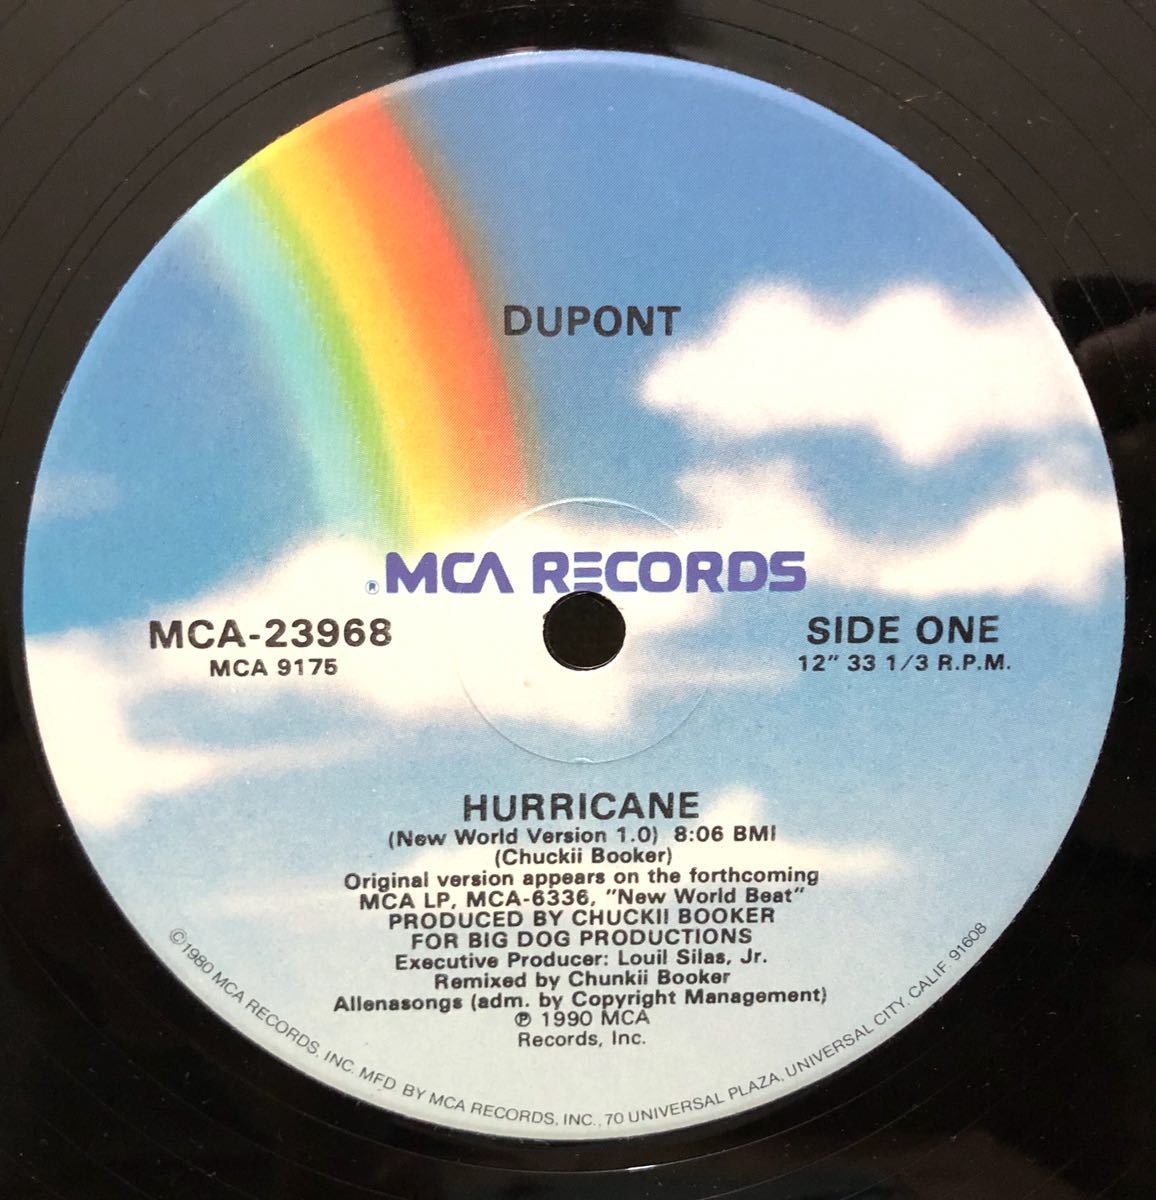 DUPONT
® MCA RECORDS
MCA-23968
MCA 9175
SIDE ONE
12" 33 1/3 R.P.M.
HURRICANE
(New World Version 1.0) 8:06 BMI
(Chuckii Booker)
Original version appears on the forthcoming
MCA LP, MCA-6336, "New World Beat"
PRODUCED BY CHUCKII BOOKER
FOR BIG DOG PRODUCTIONS
Executive Producer: Louil Silas, Jr.
Remixed by Chunkii Booker
Allenasongs (adm. by Copyright Management)
℗ 1990 MCA
Records, Inc.
©1980 MCA RECORDS, INC. MFD BY MCA RECORDS, INC., 70 UNIVERSAL PLAZA, UNIVERSAL CITY, CALIF. 91608